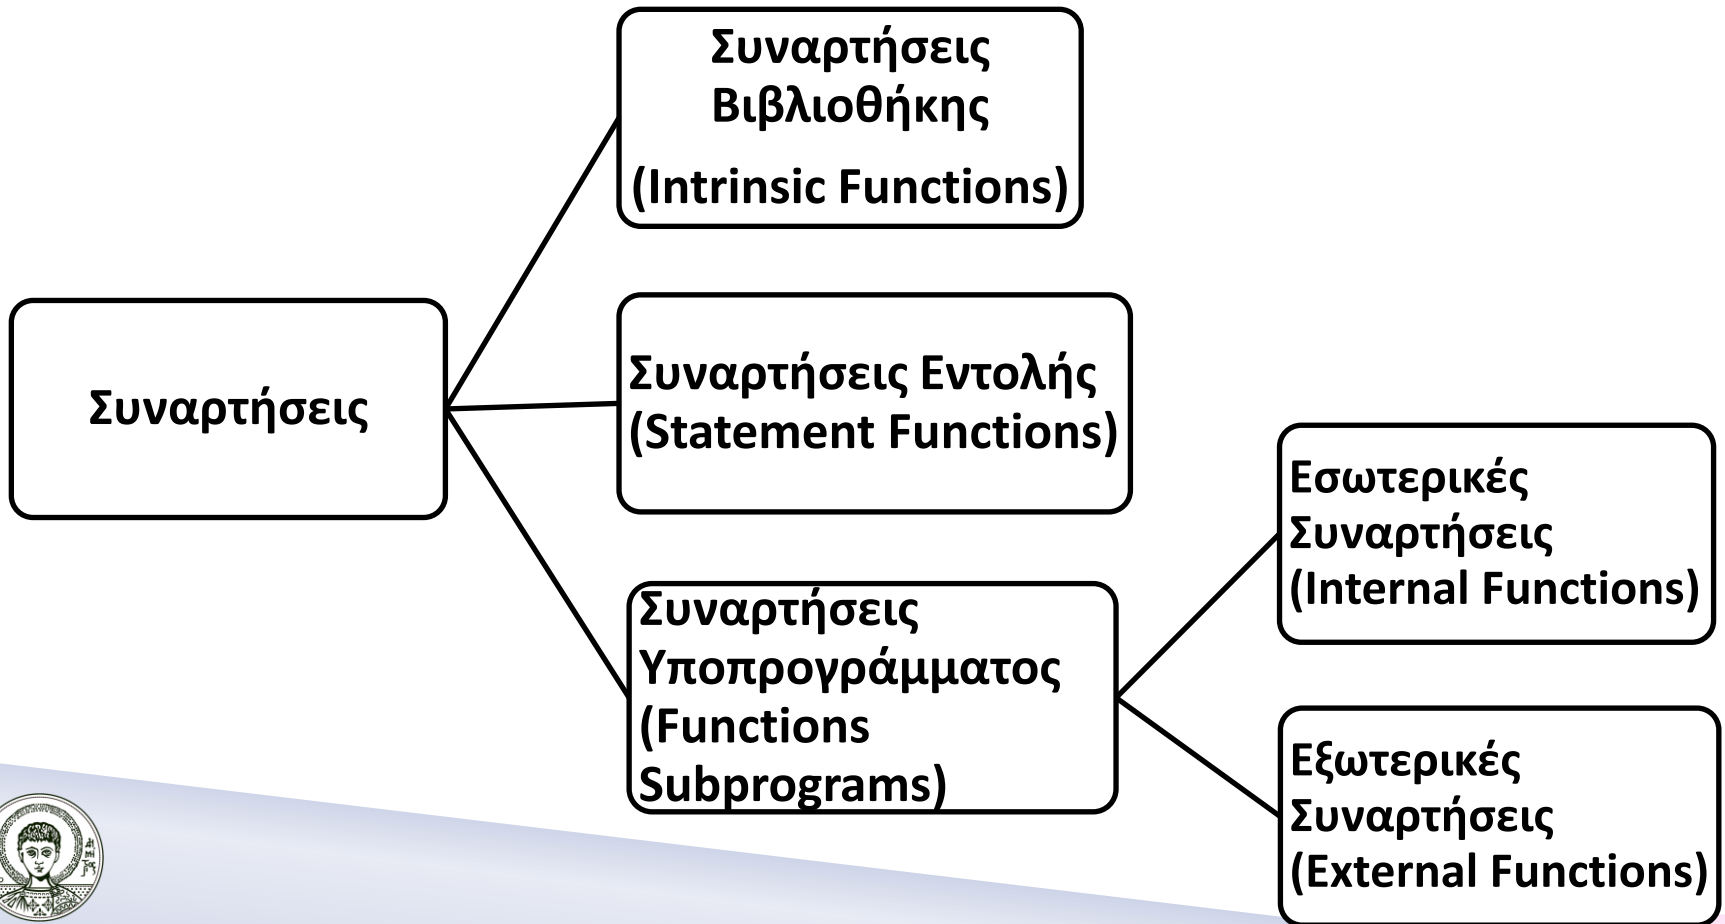 Συναρτήσεις
Συναρτήσεις
Βιβλιοθήκης
(Intrinsic Functions)
Συναρτήσεις Εντολής
(Statement Functions)
Συναρτήσεις
Υποπρογράμματος
(Functions
Subprograms)
Εσωτερικές
Συναρτήσεις
(Internal Functions)
Εξωτερικές
Συναρτήσεις
(External Functions)